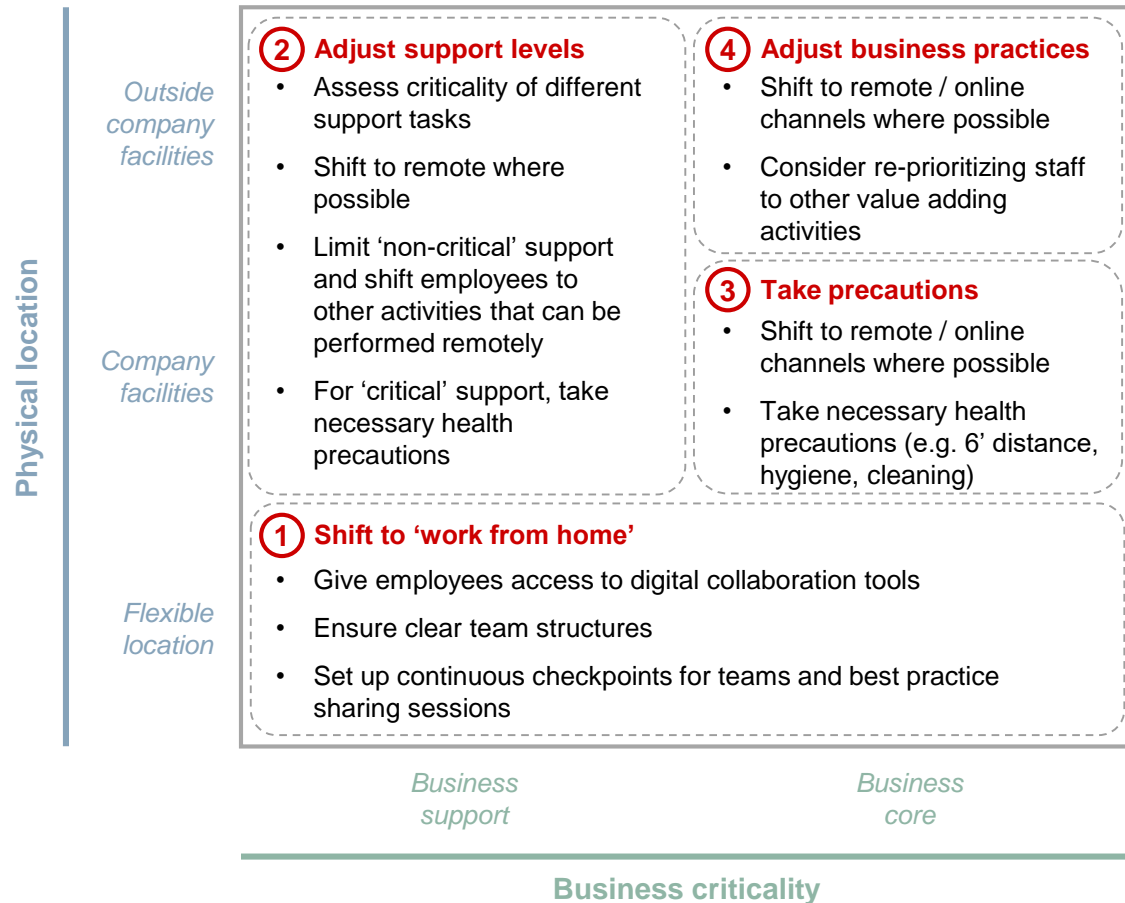 Physical location
Outside
company
facilities
Company
facilities
Flexible
location
2 Adjust support levels
• Assess criticality of different
support tasks
• Shift to remote where
possible
• Limit ‘non-critical’ support
and shift employees to
other activities that can be
performed remotely
• For ‘critical’ support, take
necessary health
precautions
4 Adjust business practices
• Shift to remote / online
channels where possible
• Consider re-prioritizing staff
to other value adding
activities
3 Take precautions
• Shift to remote / online
channels where possible
• Take necessary health
precautions (e.g. 6’ distance,
hygiene, cleaning)
1 Shift to ‘work from home’
• Give employees access to digital collaboration tools
• Ensure clear team structures
• Set up continuous checkpoints for teams and best practice
sharing sessions
Business
support
Business
core
Business criticality